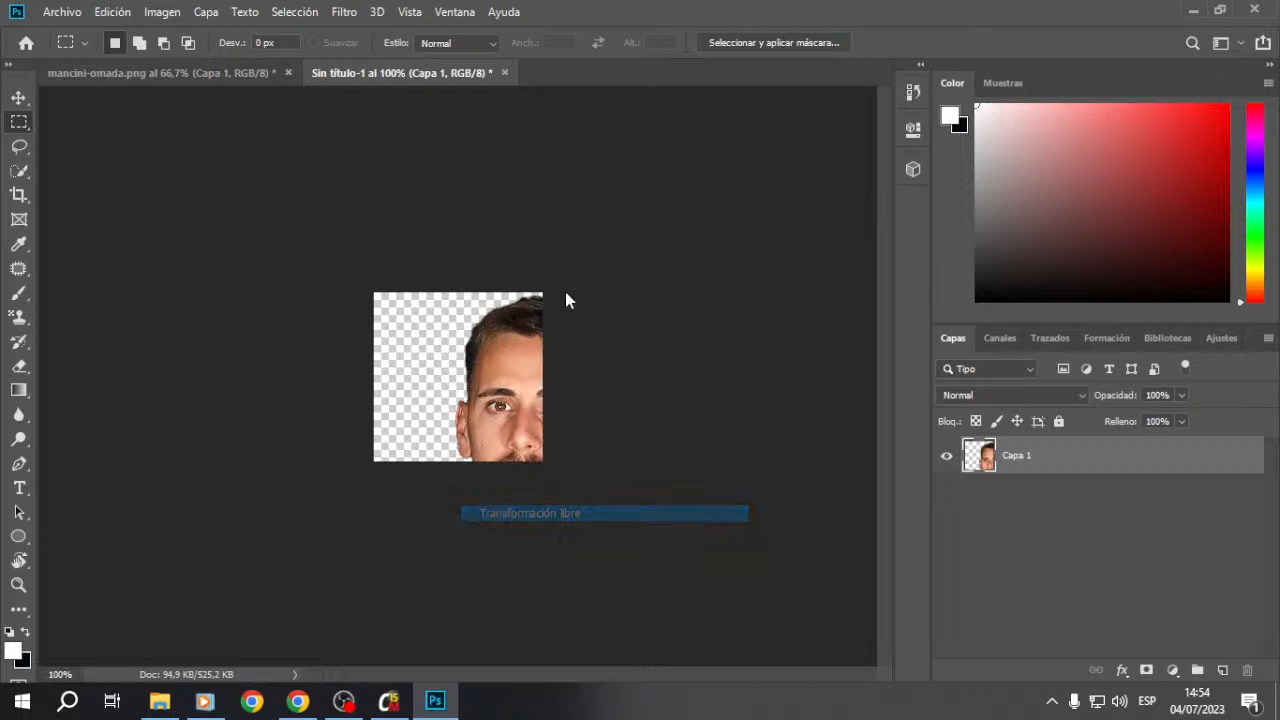 Ps Archivo Edición Imagen Capa Texto Selección Filtro 3D Vista Ventana Ayuda
Desv.: 0 px Suavizar Estilo: Normal Anch.: Alt.: Seleccionar y aplicar máscara...
mancini-omada.png al 66,7% (Capa 1, RGB/8) * Sin título-1 al 100% (Capa 1, RGB/8) *
Color Muestras
Capas Canales Trazados Formación Bibliotecas Ajustes
Tipo
Normal Opacidad: 100%
Bloq.: Relleno: 100%
Capa 1
Transformación libre
100% Doc: 94,9 KB/525,2 KB
Ps ESP 14:54
04/07/2023 1